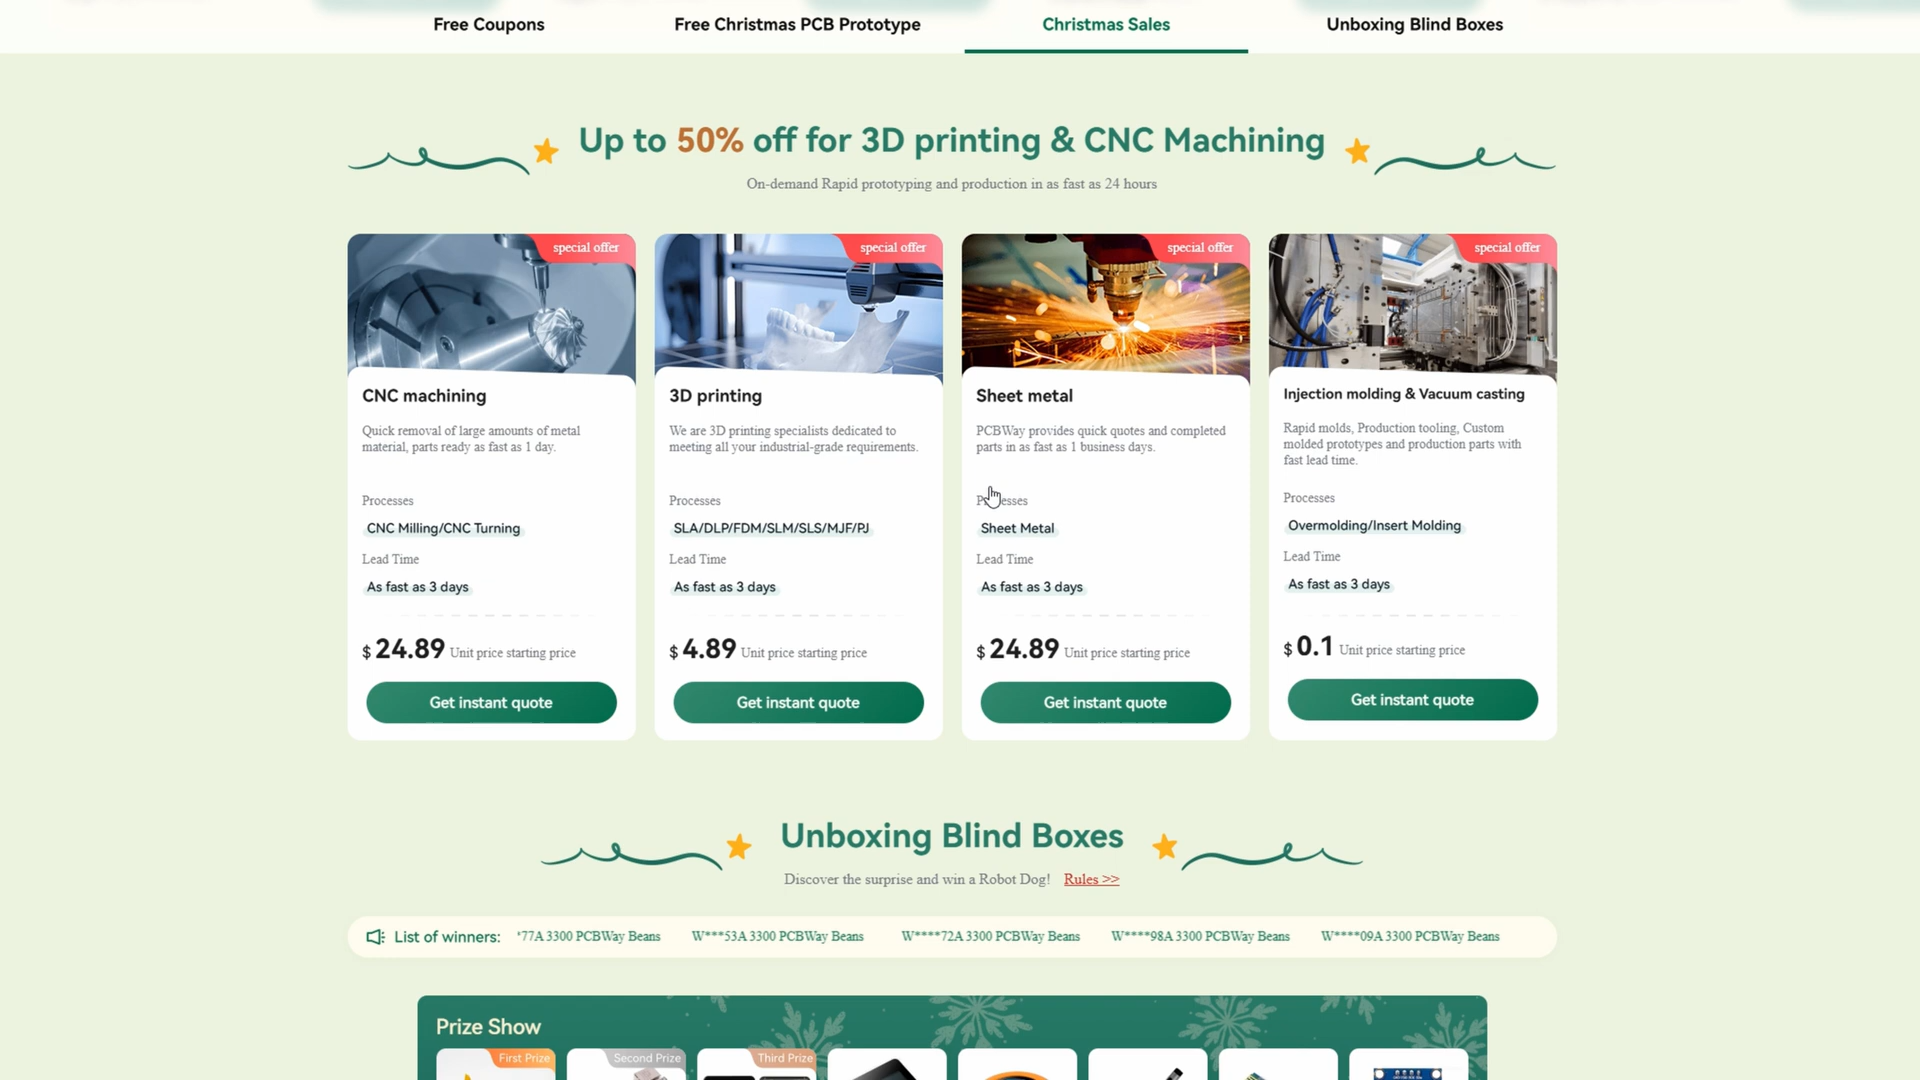 Free Coupons
Free Christmas PCB Prototype
Christmas Sales
Unboxing Blind Boxes
Up to 50% off for 3D printing & CNC Machining
On-demand Rapid prototyping and production in as fast as 24 hours
special offer
special offer
special offer
special offer
CNC machining
Quick removal of large amounts of metal
material, parts ready as fast as 1 day.
Processes
CNC Milling/CNC Turning
Lead Time
As fast as 3 days
$ 24.89 Unit price starting price
Get instant quote
3D printing
We are 3D printing specialists dedicated to
meeting all your industrial-grade requirements.
Processes
SLA/DLP/FDM/SLM/SLS/MJF/PJ
Lead Time
As fast as 3 days
$ 4.89 Unit price starting price
Get instant quote
Sheet metal
PCBWay provides quick quotes and completed
parts in as fast as 1 business days.
Processes
Sheet Metal
Lead Time
As fast as 3 days
$ 24.89 Unit price starting price
Get instant quote
Injection molding & Vacuum casting
Rapid molds, Production tooling, Custom
molded prototypes and production parts with
fast lead time.
Processes
Overmolding/Insert Molding
Lead Time
As fast as 3 days
$ 0.1 Unit price starting price
Get instant quote
Unboxing Blind Boxes
Discover the surprise and win a Robot Dog! Rules >>
List of winners: *77A 3300 PCBWay Beans W***53A 3300 PCBWay Beans W****72A 3300 PCBWay Beans W****98A 3300 PCBWay Beans W****09A 3300 PCBWay Beans
Prize Show
First Prize
Second Prize
Third Prize